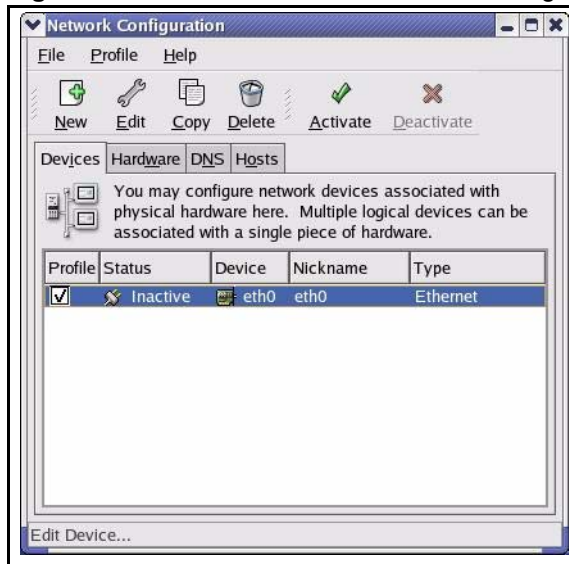 Network Configuration
File Profile Help
New Edit Copy Delete Activate Deactivate
Devices Hardware DNS Hosts
You may configure network devices associated with
physical hardware here. Multiple logical devices can be
associated with a single piece of hardware.
Profile Status Device Nickname Type
Inactive eth0 eth0 Ethernet
Edit Device...